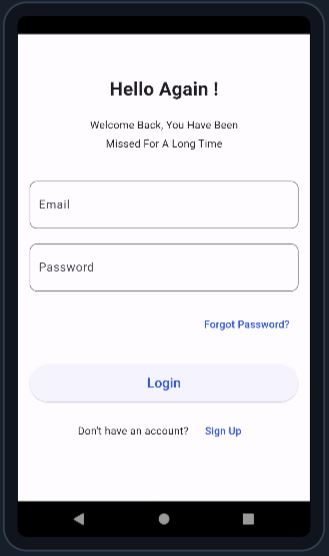 Hello Again !
Welcome Back, You Have Been
Missed For A Long Time
Email
Password
Forgot Password?
Login
Don't have an account? Sign Up